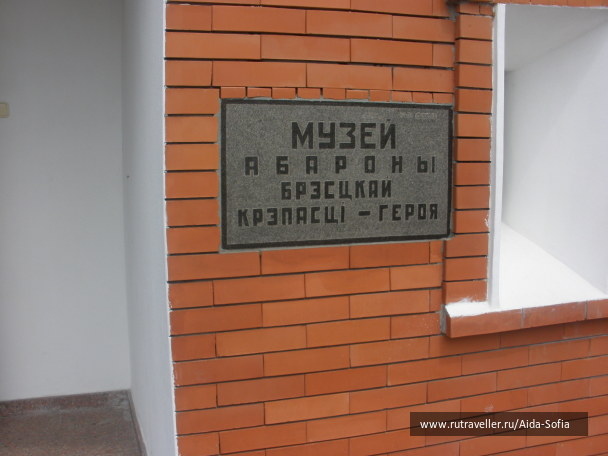 МУЗЕЙ
АБАРОНЫ
БРЭСЦКАЙ
КРЭПАСЦІ – ГЕРОЯ
www.rutraveller.ru/Aida-Sofia